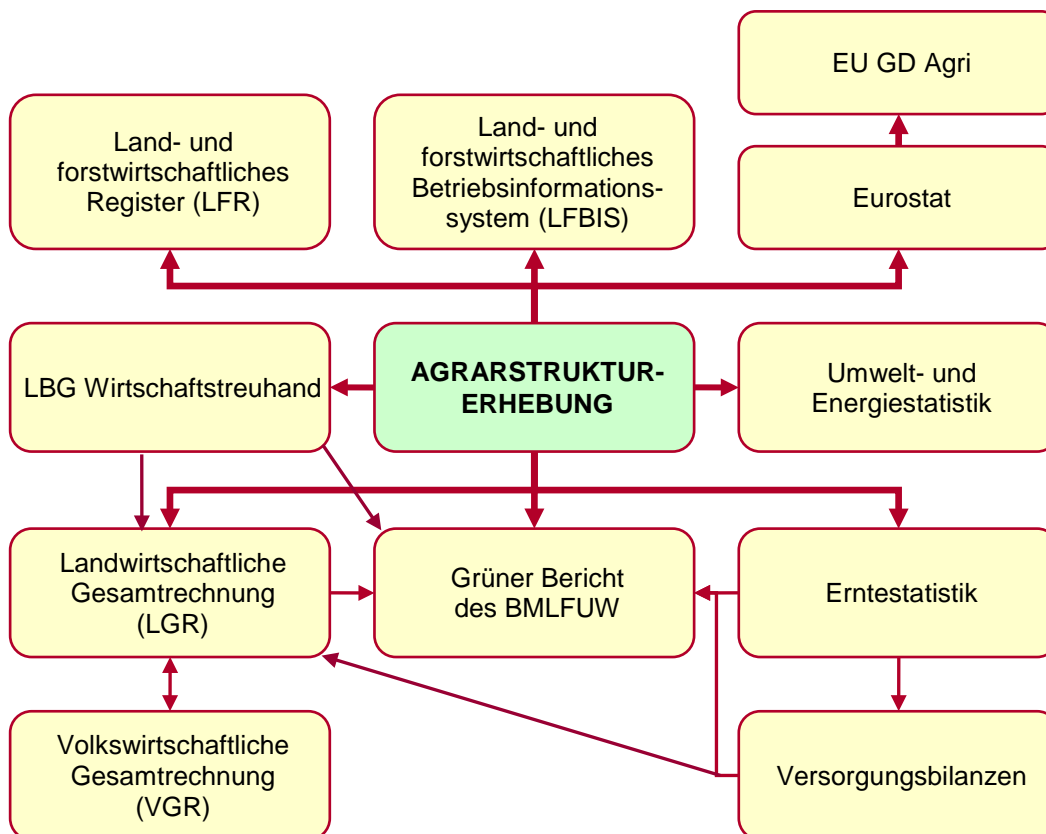 EU GD Agri
Land- und
forstwirtschaftliches
Register (LFR)
Land- und
forstwirtschaftliches
Betriebsinformations-
system (LFBIS)
Eurostat
LBG Wirtschaftstreuhand
AGRARSTRUKTUR-
ERHEBUNG
Umwelt- und
Energiestatistik
Landwirtschaftliche
Gesamtrechnung
(LGR)
Grüner Bericht
des BMLFUW
Erntestatistik
Volkswirtschaftliche
Gesamtrechnung
(VGR)
Versorgungsbilanzen